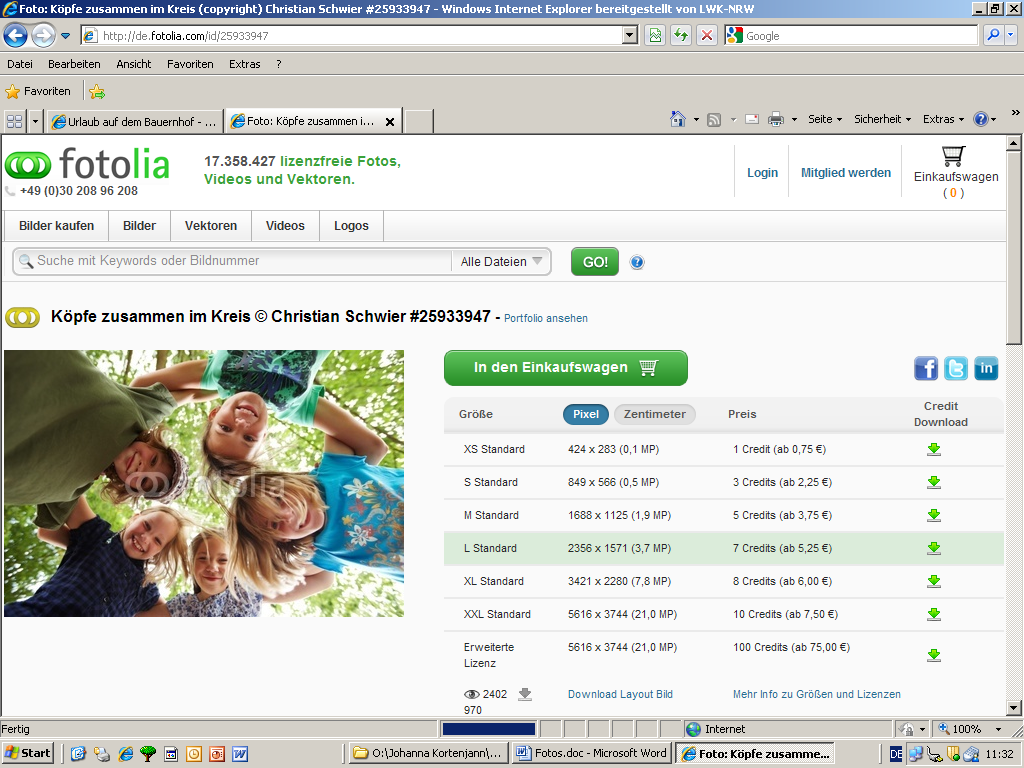 Foto: Köpfe zusammen im Kreis (copyright) Christian Schwier #25933947 - Windows Internet Explorer bereitgestellt von LWK-NRW
http://de.fotolia.com/id/25933947
Google
Datei Bearbeiten Ansicht Favoriten Extras ?
Favoriten
Urlaub auf dem Bauernhof - ...
Foto: Köpfe zusammen i...
Seite Sicherheit Extras
fotolia
+49 (0)30 208 96 208
17.358.427 lizenzfreie Fotos,
Videos und Vektoren.
Login
Mitglied werden
Einkaufswagen
( 0 )
Bilder kaufen Bilder Vektoren Videos Logos
Suche mit Keywords oder Bildnummer
Alle Dateien
GO!
?
Köpfe zusammen im Kreis © Christian Schwier #25933947 - Portfolio ansehen
fotolia
In den Einkaufswagen
f t in
Größe Pixel Zentimeter Preis Credit
Download
XS Standard 424 x 283 (0,1 MP) 1 Credit (ab 0,75 €)
S Standard 849 x 566 (0,5 MP) 3 Credits (ab 2,25 €)
M Standard 1688 x 1125 (1,9 MP) 5 Credits (ab 3,75 €)
L Standard 2356 x 1571 (3,7 MP) 7 Credits (ab 5,25 €)
XL Standard 3421 x 2280 (7,8 MP) 8 Credits (ab 6,00 €)
XXL Standard 5616 x 3744 (21,0 MP) 10 Credits (ab 7,50 €)
Erweiterte
Lizenz
5616 x 3744 (21,0 MP) 100 Credits (ab 75,00 €)
2402
970
Download Layout Bild
Mehr Info zu Größen und Lizenzen
Fertig
Internet
100%
Start
O:\Johanna Kortenjann\...
Fotos.doc - Microsoft Word
Foto: Köpfe zusamme...
DE
11:32